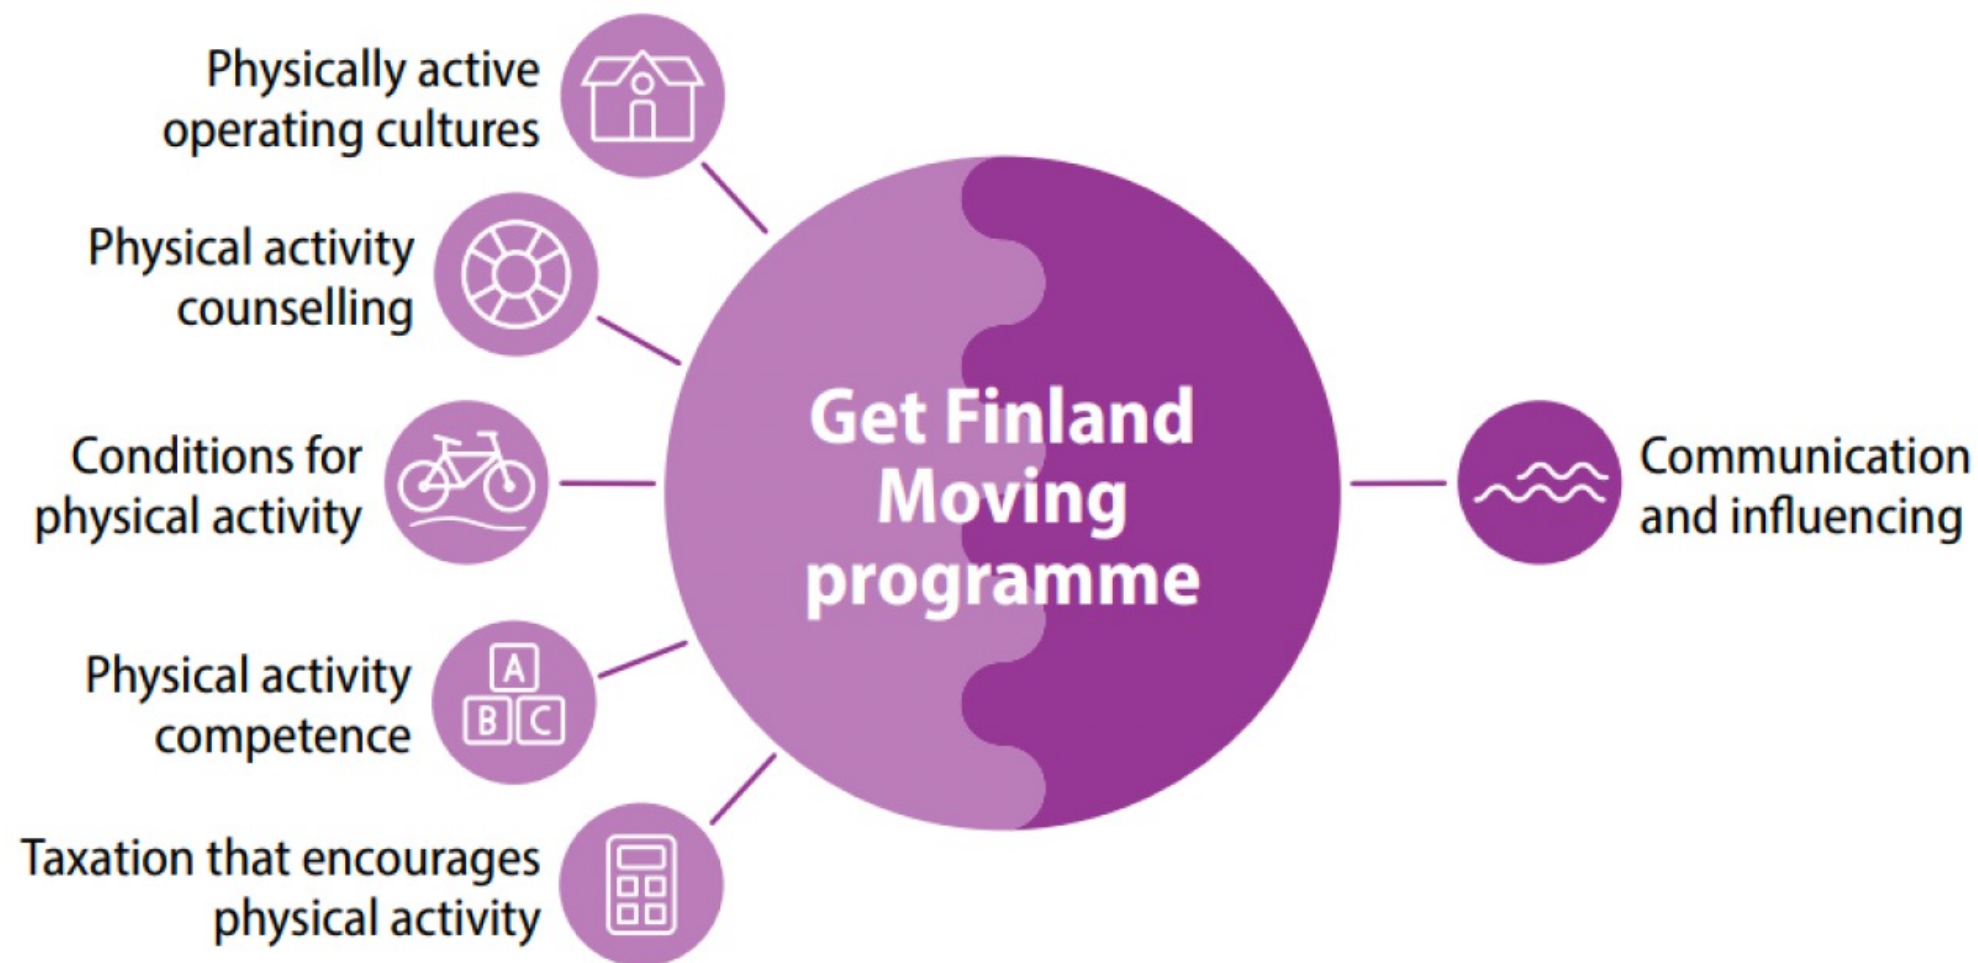 Physically active
operating cultures
Physical activity
counselling
Conditions for
physical activity
A
B C
Physical activity
competence
Taxation that encourages
physical activity
Get Finland
Moving
programme
Communication
and influencing